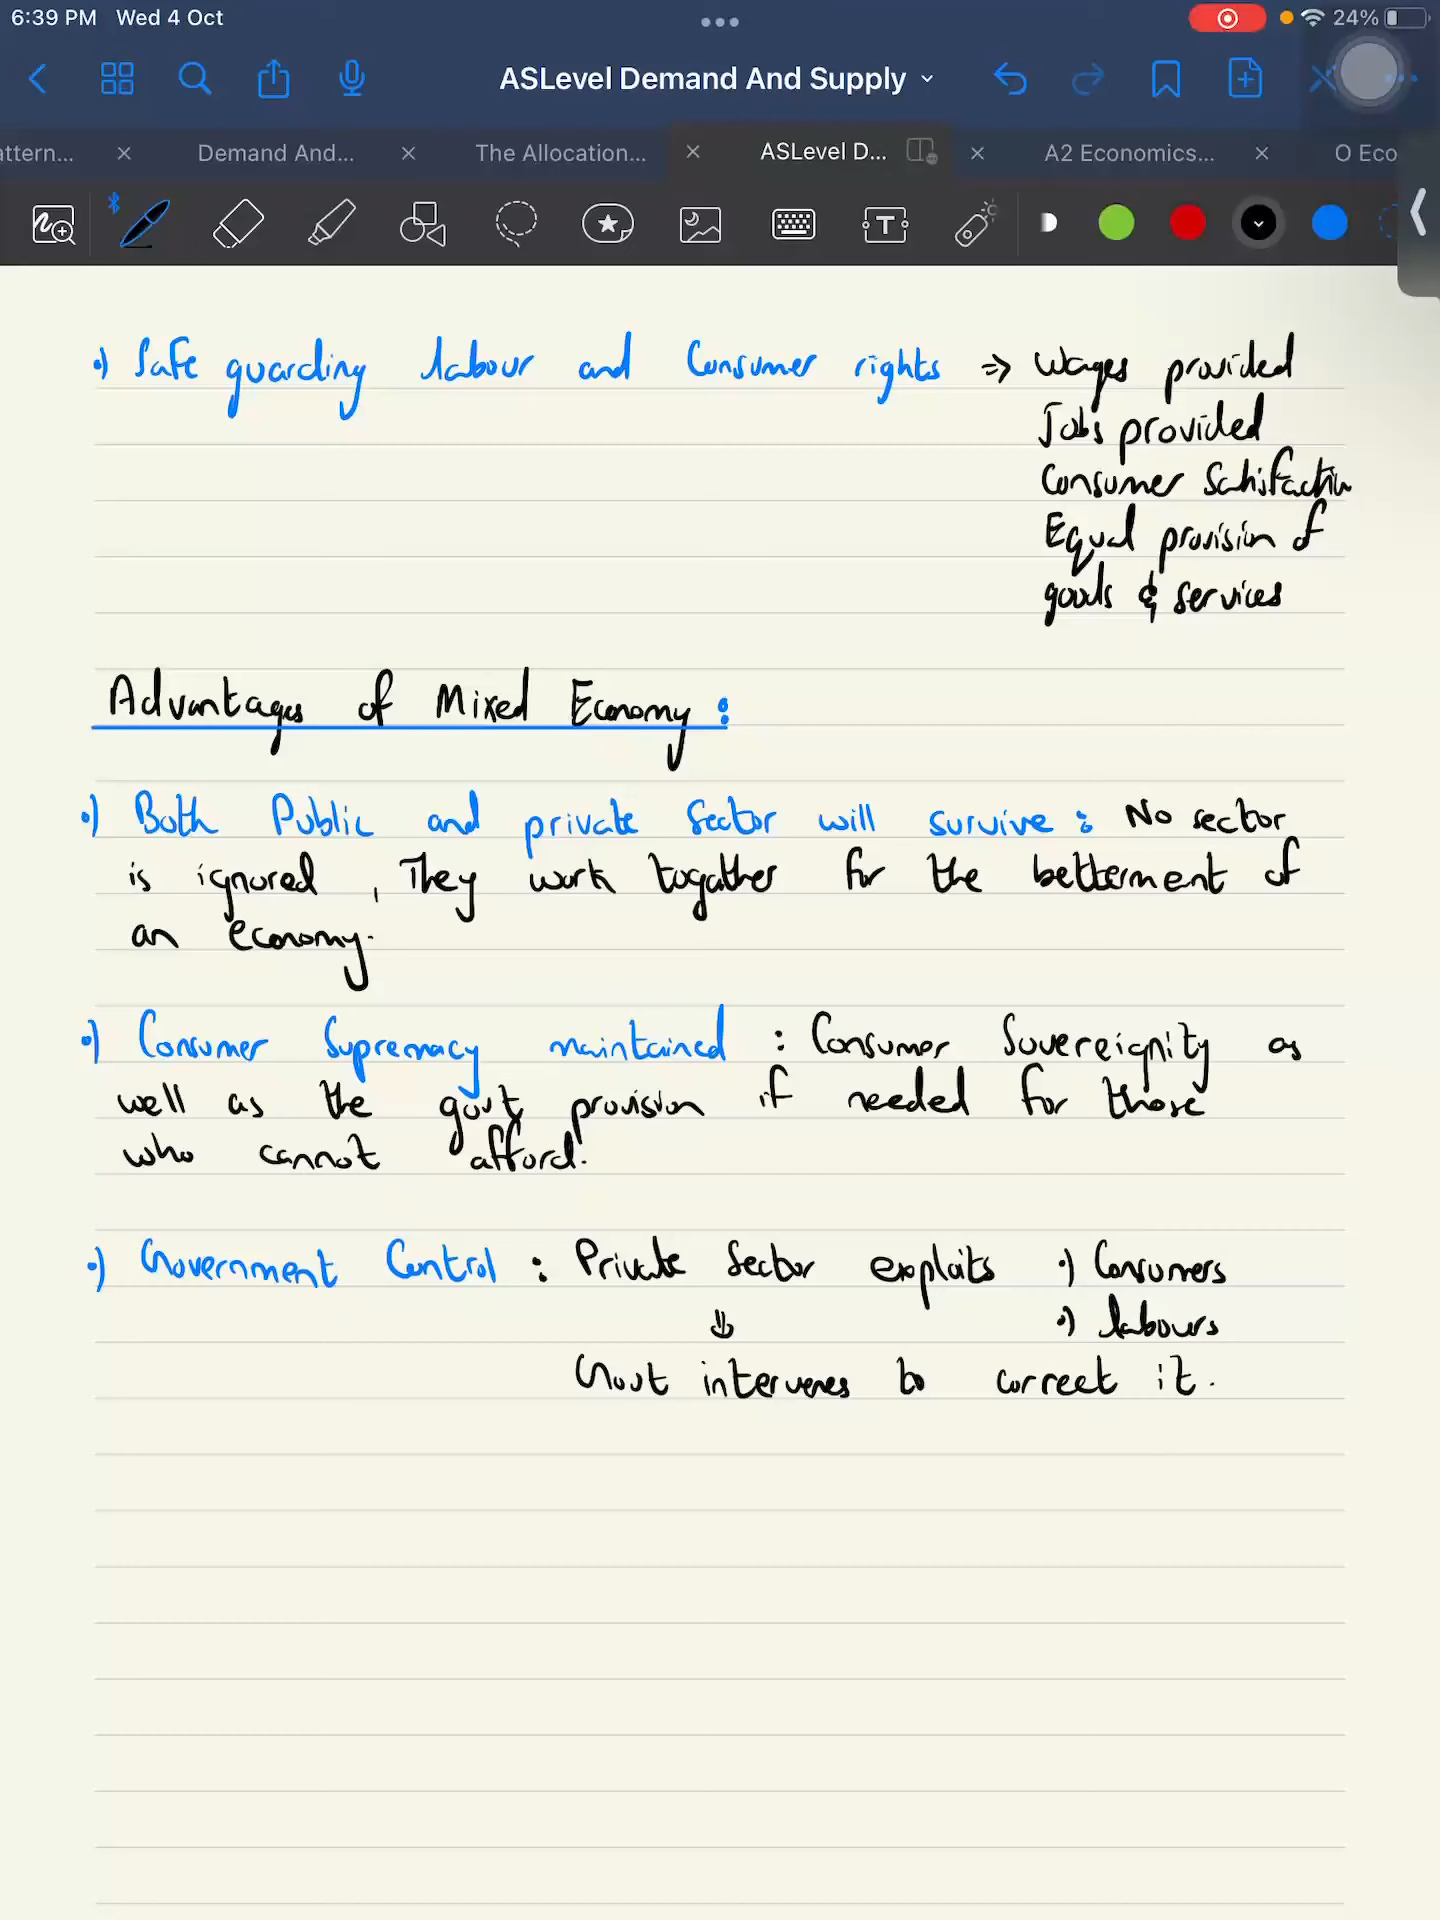 6:39 PM Wed 4 Oct
24%
ASLevel Demand And Supply
attern...
Demand And...
The Allocation...
ASLevel D...
A2 Economics...
O Eco
•) Safe guarding labour and Consumer rights ⇒ Wages provided
Jobs provided
Consumer Satisfaction
Equal provision of
goods & services
Advantages of Mixed Economy :
•) Both Public and private Sector will survive : No sector
is ignored , They work togather for the betterment of
an economy.
•) Consumer Supremacy maintained : Consumer Sovereignity as
well as the govt provision if needed for those
who cannot afford.
•) Government Control : Private Sector exploits •) Consumers
⇓ •) labours
Govt intervenes to correct it.